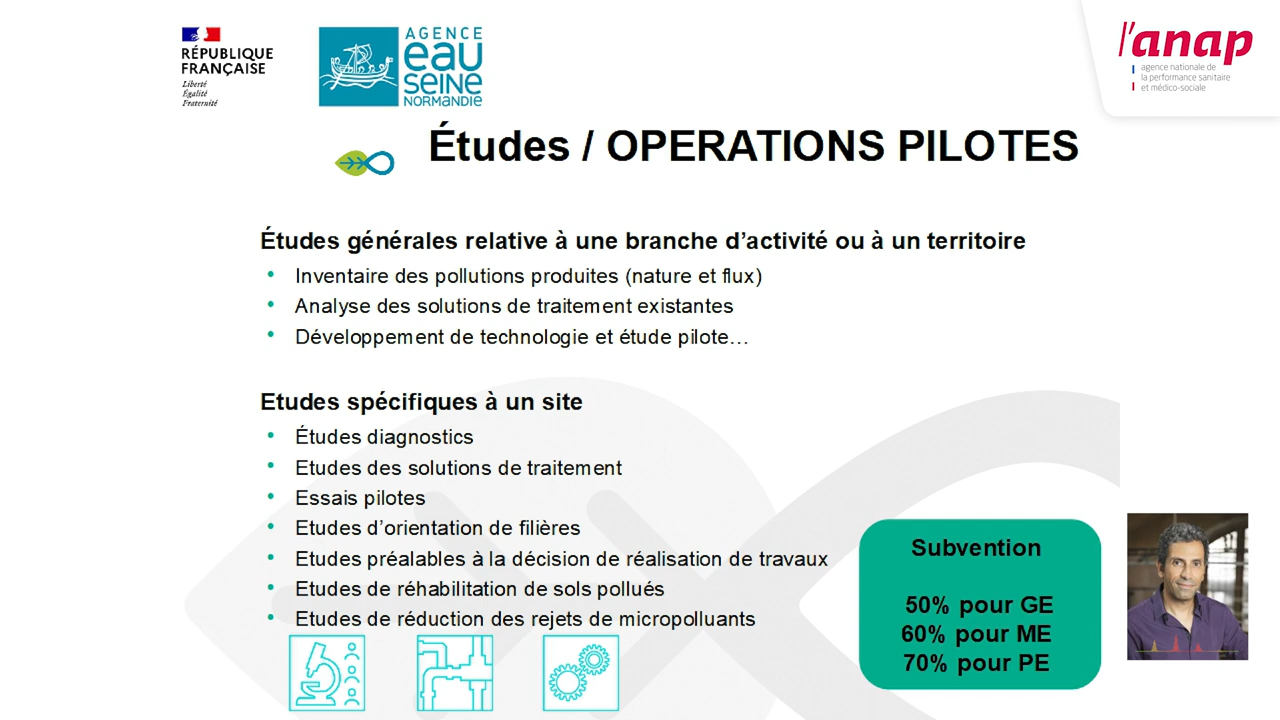 RÉPUBLIQUE
FRANÇAISE
Liberté
Égalité
Fraternité
AGENCE
eau
SEINE
NORMANDIE
l'anap
agence nationale de
la performance sanitaire
et médico-sociale
Études / OPERATIONS PILOTES
Études générales relative à une branche d’activité ou à un territoire
• Inventaire des pollutions produites (nature et flux)
• Analyse des solutions de traitement existantes
• Développement de technologie et étude pilote…
Etudes spécifiques à un site
• Études diagnostics
• Etudes des solutions de traitement
• Essais pilotes
• Etudes d’orientation de filières
• Etudes préalables à la décision de réalisation de travaux
• Etudes de réhabilitation de sols pollués
• Etudes de réduction des rejets de micropolluants
Subvention
50% pour GE
60% pour ME
70% pour PE